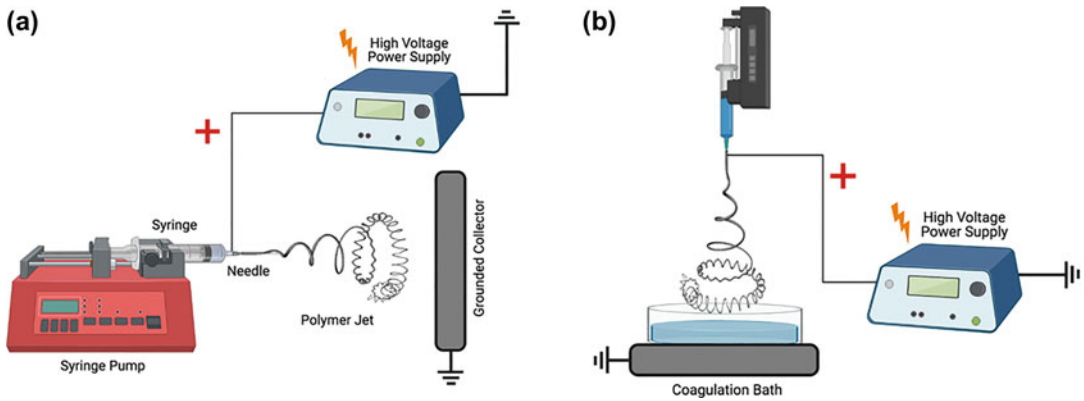 (a)
High Voltage
Power Supply
+
Syringe
Needle
Polymer Jet
Grounded Collector
Syringe Pump
(b)
+
High Voltage
Power Supply
Coagulation Bath